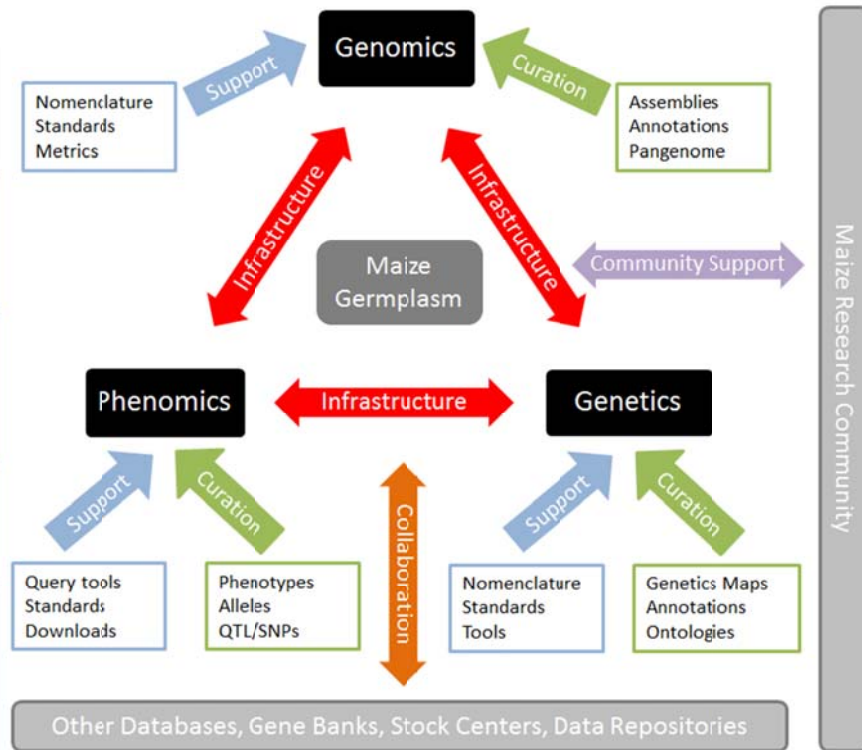 Genomics
Support
Curation
Nomenclature
Standards
Metrics
Assemblies
Annotations
Pangenome
Infrastructure
Infrastructure
Maize
Germplasm
Community Support
Maize Research Community
Phenomics
Infrastructure
Genetics
Support
Curation
Collaboration
Support
Curation
Query tools
Standards
Downloads
Phenotypes
Alleles
QTL/SNPs
Nomenclature
Standards
Tools
Genetics Maps
Annotations
Ontologies
Other Databases, Gene Banks, Stock Centers, Data Repositories